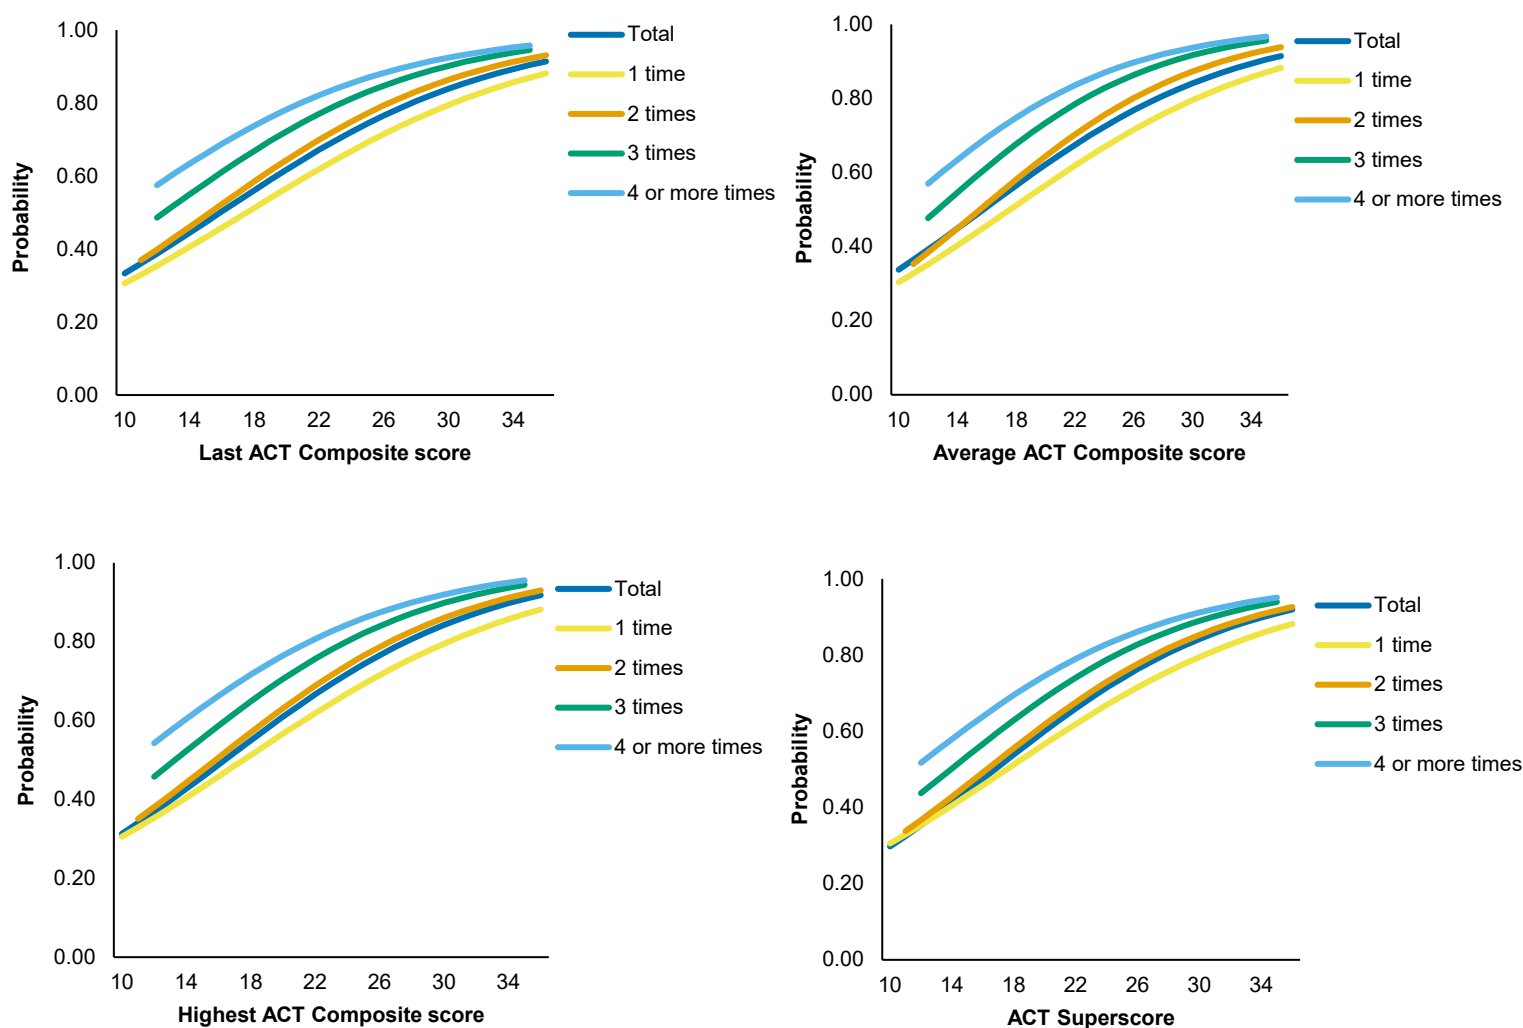 1.00
0.80
0.60
0.40
0.20
0.00
Probability
10 14 18 22 26 30 34
Last ACT Composite score
Total
1 time
2 times
3 times
4 or more times
1.00
0.80
0.60
0.40
0.20
0.00
Probability
10 14 18 22 26 30 34
Average ACT Composite score
Total
1 time
2 times
3 times
4 or more times
1.00
0.80
0.60
0.40
0.20
0.00
Probability
10 14 18 22 26 30 34
Highest ACT Composite score
Total
1 time
2 times
3 times
4 or more times
1.00
0.80
0.60
0.40
0.20
0.00
Probability
10 14 18 22 26 30 34
ACT Superscore
Total
1 time
2 times
3 times
4 or more times